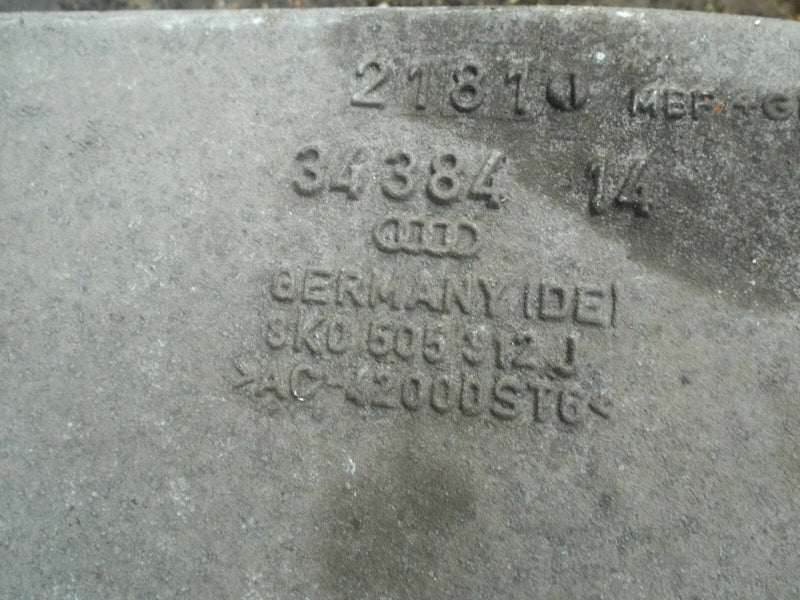 21810 MBF+G
34384 14
GERMANY (DE)
8K0 505 312 J
>AC-42000ST6<